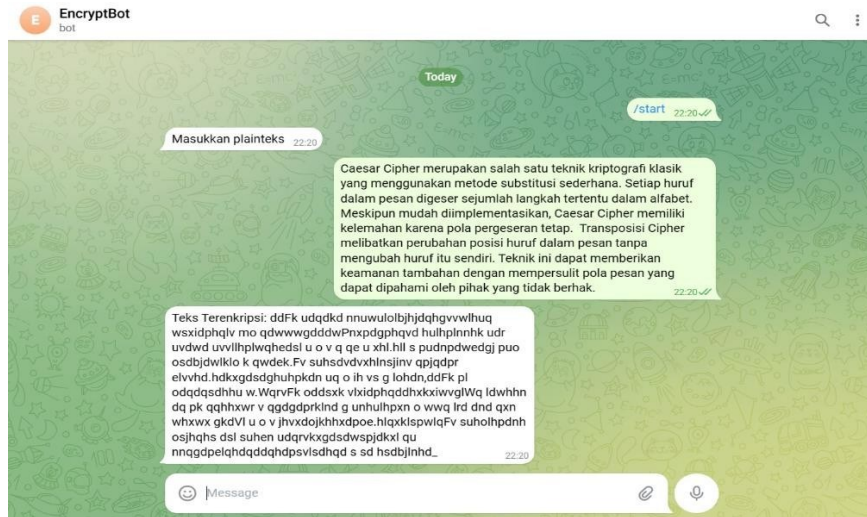 E
EncryptBot
bot
Today
/start 22:20
Masukkan plainteks 22:20
Caesar Cipher merupakan salah satu teknik kriptografi klasik
yang menggunakan metode substitusi sederhana. Setiap huruf
dalam pesan digeser sejumlah langkah tertentu dalam alfabet.
Meskipun mudah diimplementasikan, Caesar Cipher memiliki
kelemahan karena pola pergeseran tetap. Transposisi Cipher
melibatkan perubahan posisi huruf dalam pesan tanpa
mengubah huruf itu sendiri. Teknik ini dapat memberikan
keamanan tambahan dengan mempersulit pola pesan yang
dapat dipahami oleh pihak yang tidak berhak. 22:20
Teks Terenkripsi: ddFk udqdkd nnuwulolbjhjdqhgvvwlhuq
wsxidphqlv mo qdwwwgdddwPnxpdgphqvd hulhplnnhk udr
uvdwd uvvllhplwqhedsl u o v q qe u xhl.hll s pudnpdwedgj puo
osdbjdwlklo k qwdek.Fv suhsdvdvxhlnsjinv qpjqdpr
elvvhd.hdkxgdsdghuhpkdn uq o ih vs g lohdn,ddFk pl
odqdqsdhhu w.WqrvFk oddsxk vlxidphqddhxkxiwvglWq ldwhhn
dq pk qqhhxwr v qgdgdprklnd g unhulhpxn o wwq lrd dnd qxn
whxwx gkdVl u o v jhvxdojkhhxdpoe.hlqxklspwlqFv suholhpdnh
osjhqhs dsl suhen udqrvkxgdsdwspjdkxl qu
nnqgdpelqhdqddqhdpsvlsdhqd s sd hsdbjlnhd_ 22:20
Message